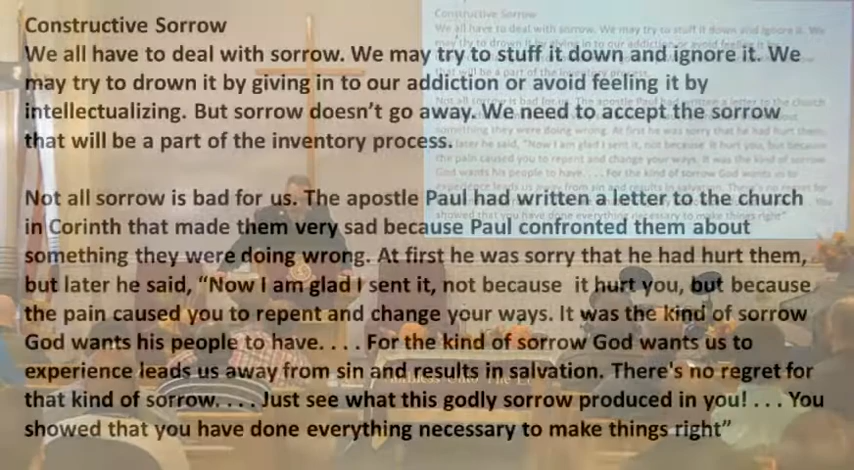 Constructive Sorrow
We all have to deal with sorrow. We may try to stuff it down and ignore it. We
may try to drown it by giving in to our addiction or avoid feeling it by
intellectualizing. But sorrow doesn’t go away. We need to accept the sorrow
that will be a part of the inventory process.
Not all sorrow is bad for us. The apostle Paul had written a letter to the church
in Corinth that made them very sad because Paul confronted them about
something they were doing wrong. At first he was sorry that he had hurt them,
but later he said, “Now I am glad I sent it, not because  it hurt you, but because
the pain caused you to repent and change your ways. It was the kind of sorrow
God wants his people to have. . . . For the kind of sorrow God wants us to
experience leads us away from sin and results in salvation. There's no regret for
that kind of sorrow. . . . Just see what this godly sorrow produced in you! . . . You
showed that you have done everything necessary to make things right”
Constructive Sorrow